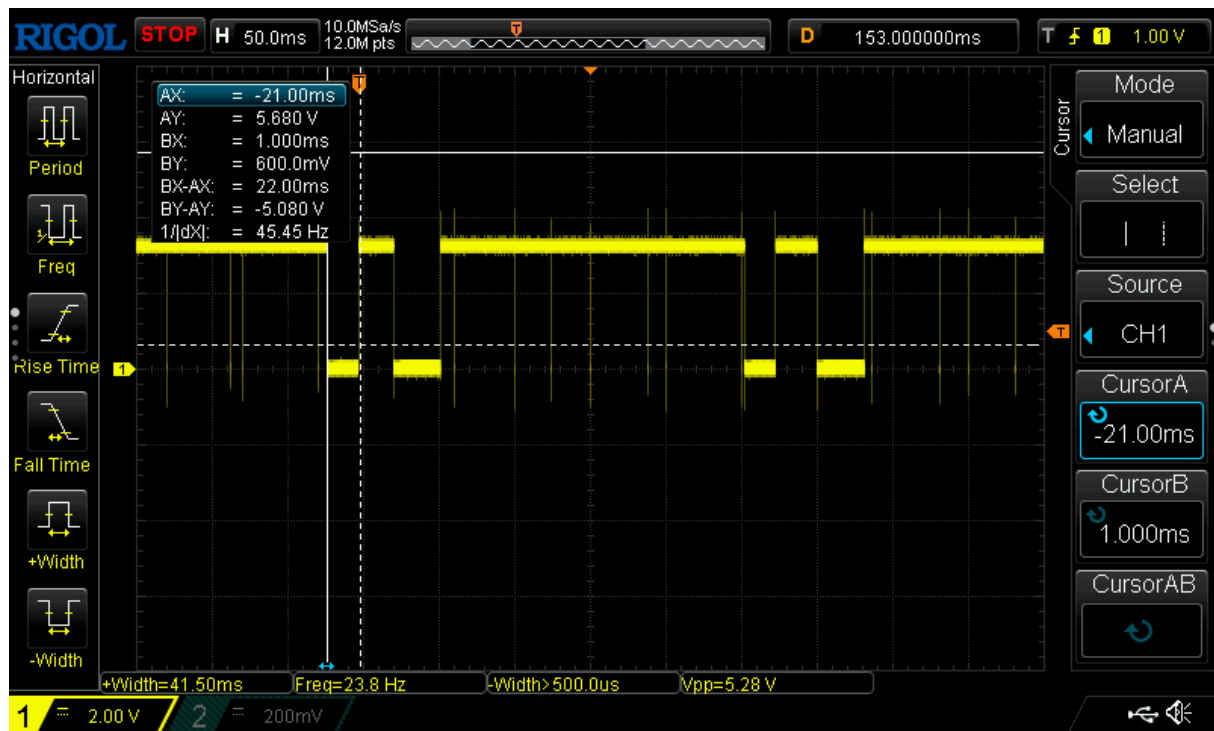 RIGOL STOP H 50.0ms 10.0MSa/s 12.0M pts T D 153.000000ms T 1 1.00 V
Horizontal
Period
Freq
Rise Time
Fall Time
+Width
-Width
AX: = -21.00ms
AY: = 5.680 V
BX: = 1.000ms
BY: = 600.0mV
BX-AX: = 22.00ms
BY-AY: = -5.080 V
1/|dX|: = 45.45 Hz
T
1
T
Cursor
Mode
Manual
Select
Source
CH1
CursorA
-21.00ms
CursorB
1.000ms
CursorAB
+Width=41.50ms Freq=23.8 Hz -Width>500.0us Vpp=5.28 V
1 2.00 V 2 200mV